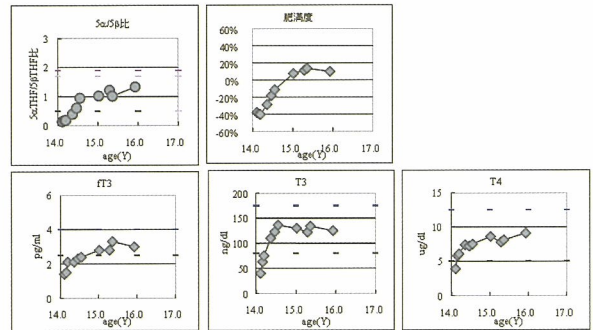 5α/5β比
5αTHF/5βTHF比
3
2
1
0
14.0 15.0 16.0 17.0
age(Y)
肥満度
60%
40%
20%
0%
-20%
-40%
-60%
14.0 15.0 16.0 17.0
age(Y)
fT3
pg/ml
6
4
2
0
14.0 15.0 16.0 17.0
age(Y)
T3
ng/dl
200
150
100
50
0
14.0 15.0 16.0 17.0
age(Y)
T4
ug/dl
15
10
5
0
14.0 15.0 16.0 17.0
age(Y)